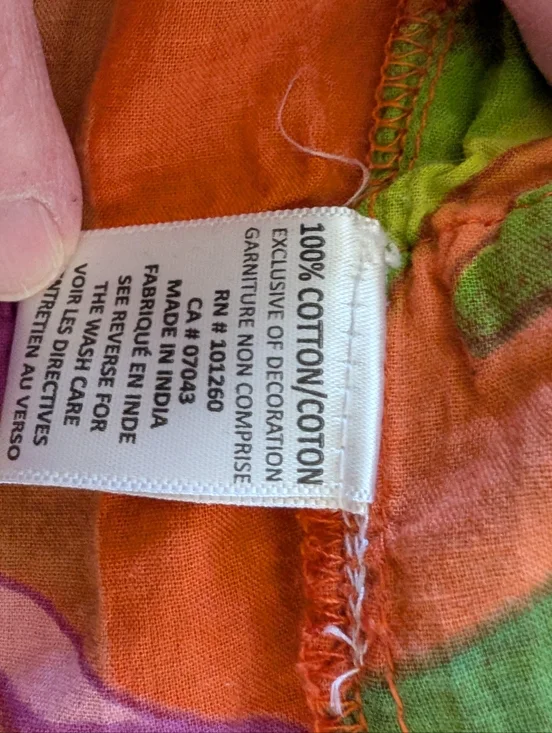 100% COTTON/COTON
EXCLUSIVE OF DECORATION
GARNITURE NON COMPRISE
RN # 101260
CA # 07043
MADE IN INDIA
FABRIQUÉ EN INDE
SEE REVERSE FOR
THE WASH CARE
VOIR LES DIRECTIVES
NTRETIEN AU VERSO